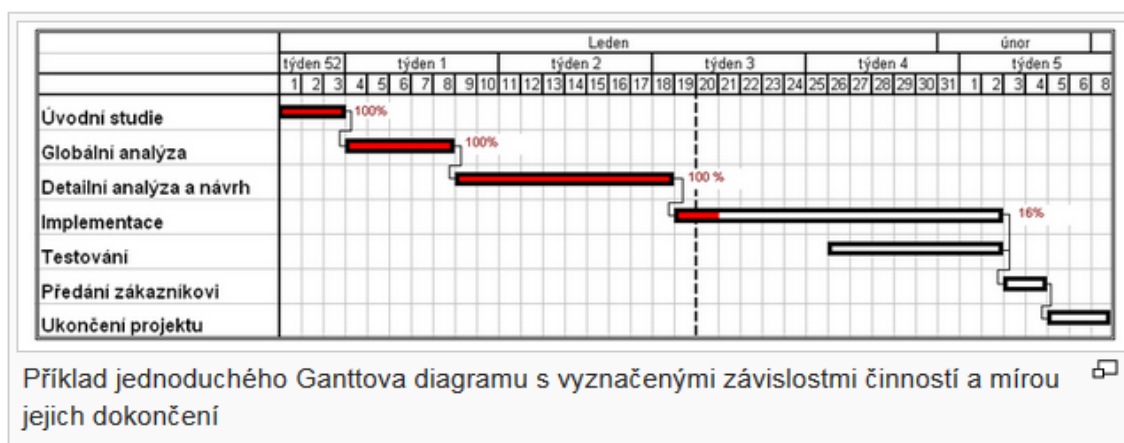 Leden únor
týden 52 týden 1 týden 2 týden 3 týden 4 týden 5
1 2 3 4 5 6 7 8 9 10 11 12 13 14 15 16 17 18 19 20 21 22 23 24 25 26 27 28 29 30 31 1 2 3 4 5 6 8
Úvodní studie 100%
Globální analýza 100%
Detailní analýza a návrh 100 %
Implementace 16%
Testování
Předání zákazníkovi
Ukončení projektu
Příklad jednoduchého Ganttova diagramu s vyznačenými závislostmi činností a mírou
jejich dokončení